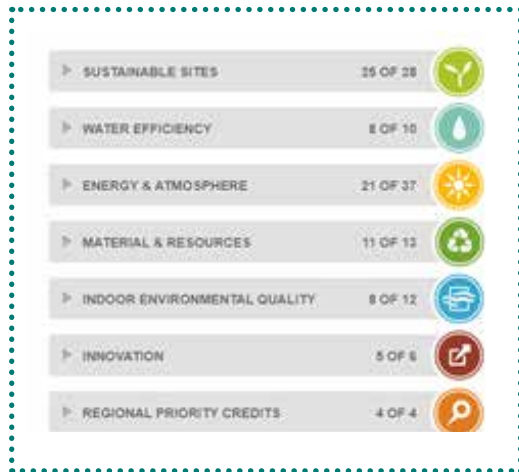 SUSTAINABLE SITES 25 OF 28
WATER EFFICIENCY 8 OF 10
ENERGY & ATMOSPHERE 21 OF 37
MATERIAL & RESOURCES 11 OF 13
INDOOR ENVIRONMENTAL QUALITY 8 OF 12
INNOVATION 5 OF 6
REGIONAL PRIORITY CREDITS 4 OF 4